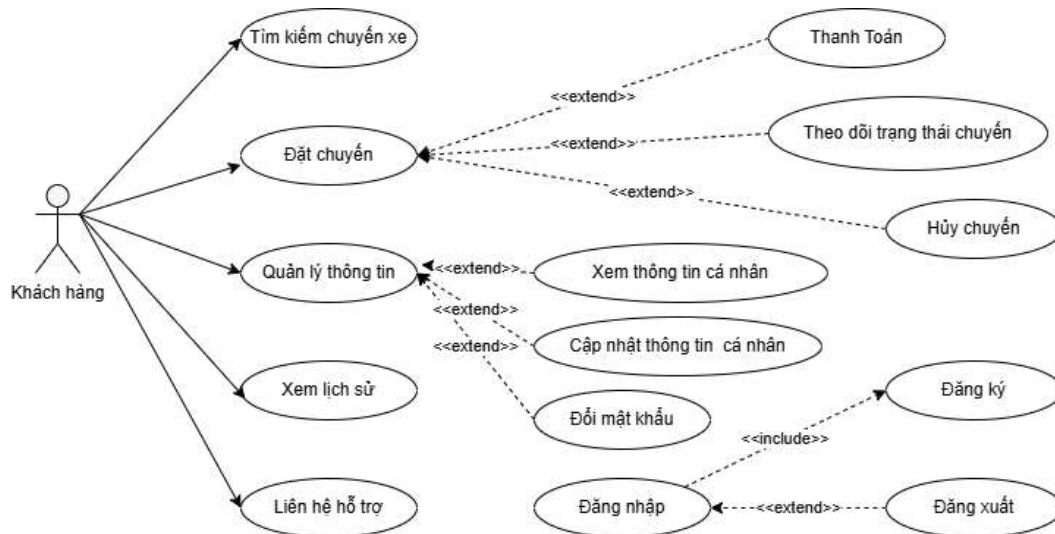 Tìm kiếm chuyến xe
Thanh Toán
<<extend>>
Đặt chuyến
<<extend>>
Theo dõi trạng thái chuyến
<<extend>>
Hủy chuyến
Khách hàng
Quản lý thông tin
<<extend>>
Xem thông tin cá nhân
<<extend>>
<<extend>>
Cập nhật thông tin cá nhân
Xem lịch sử
Đổi mật khẩu
Đăng ký
<<include>>
Liên hệ hỗ trợ
Đăng nhập
<<extend>>
Đăng xuất